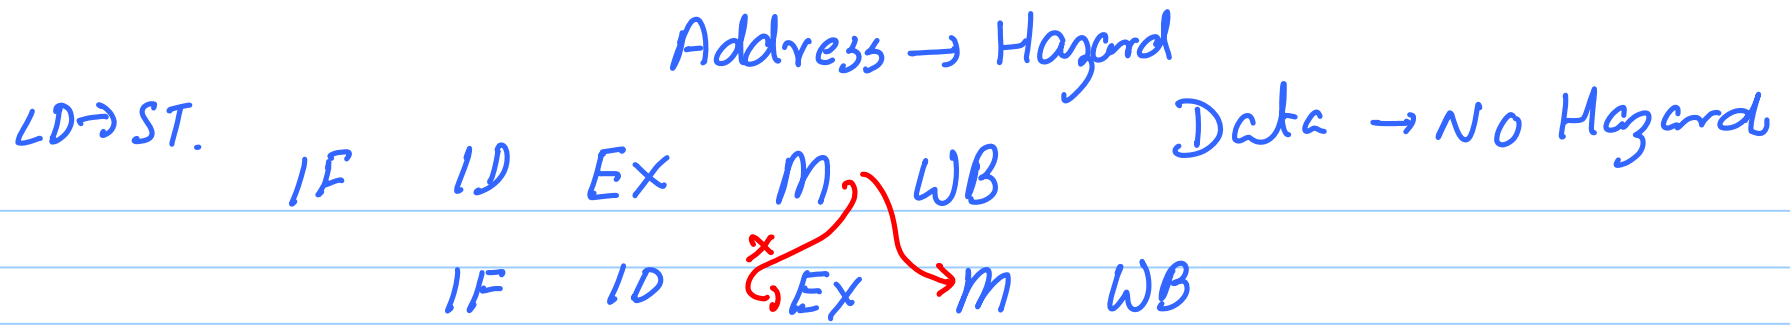 Address → Hazard
LD→ST. Data → No Hazard
IF ID EX M WB
x
IF ID EX M WB